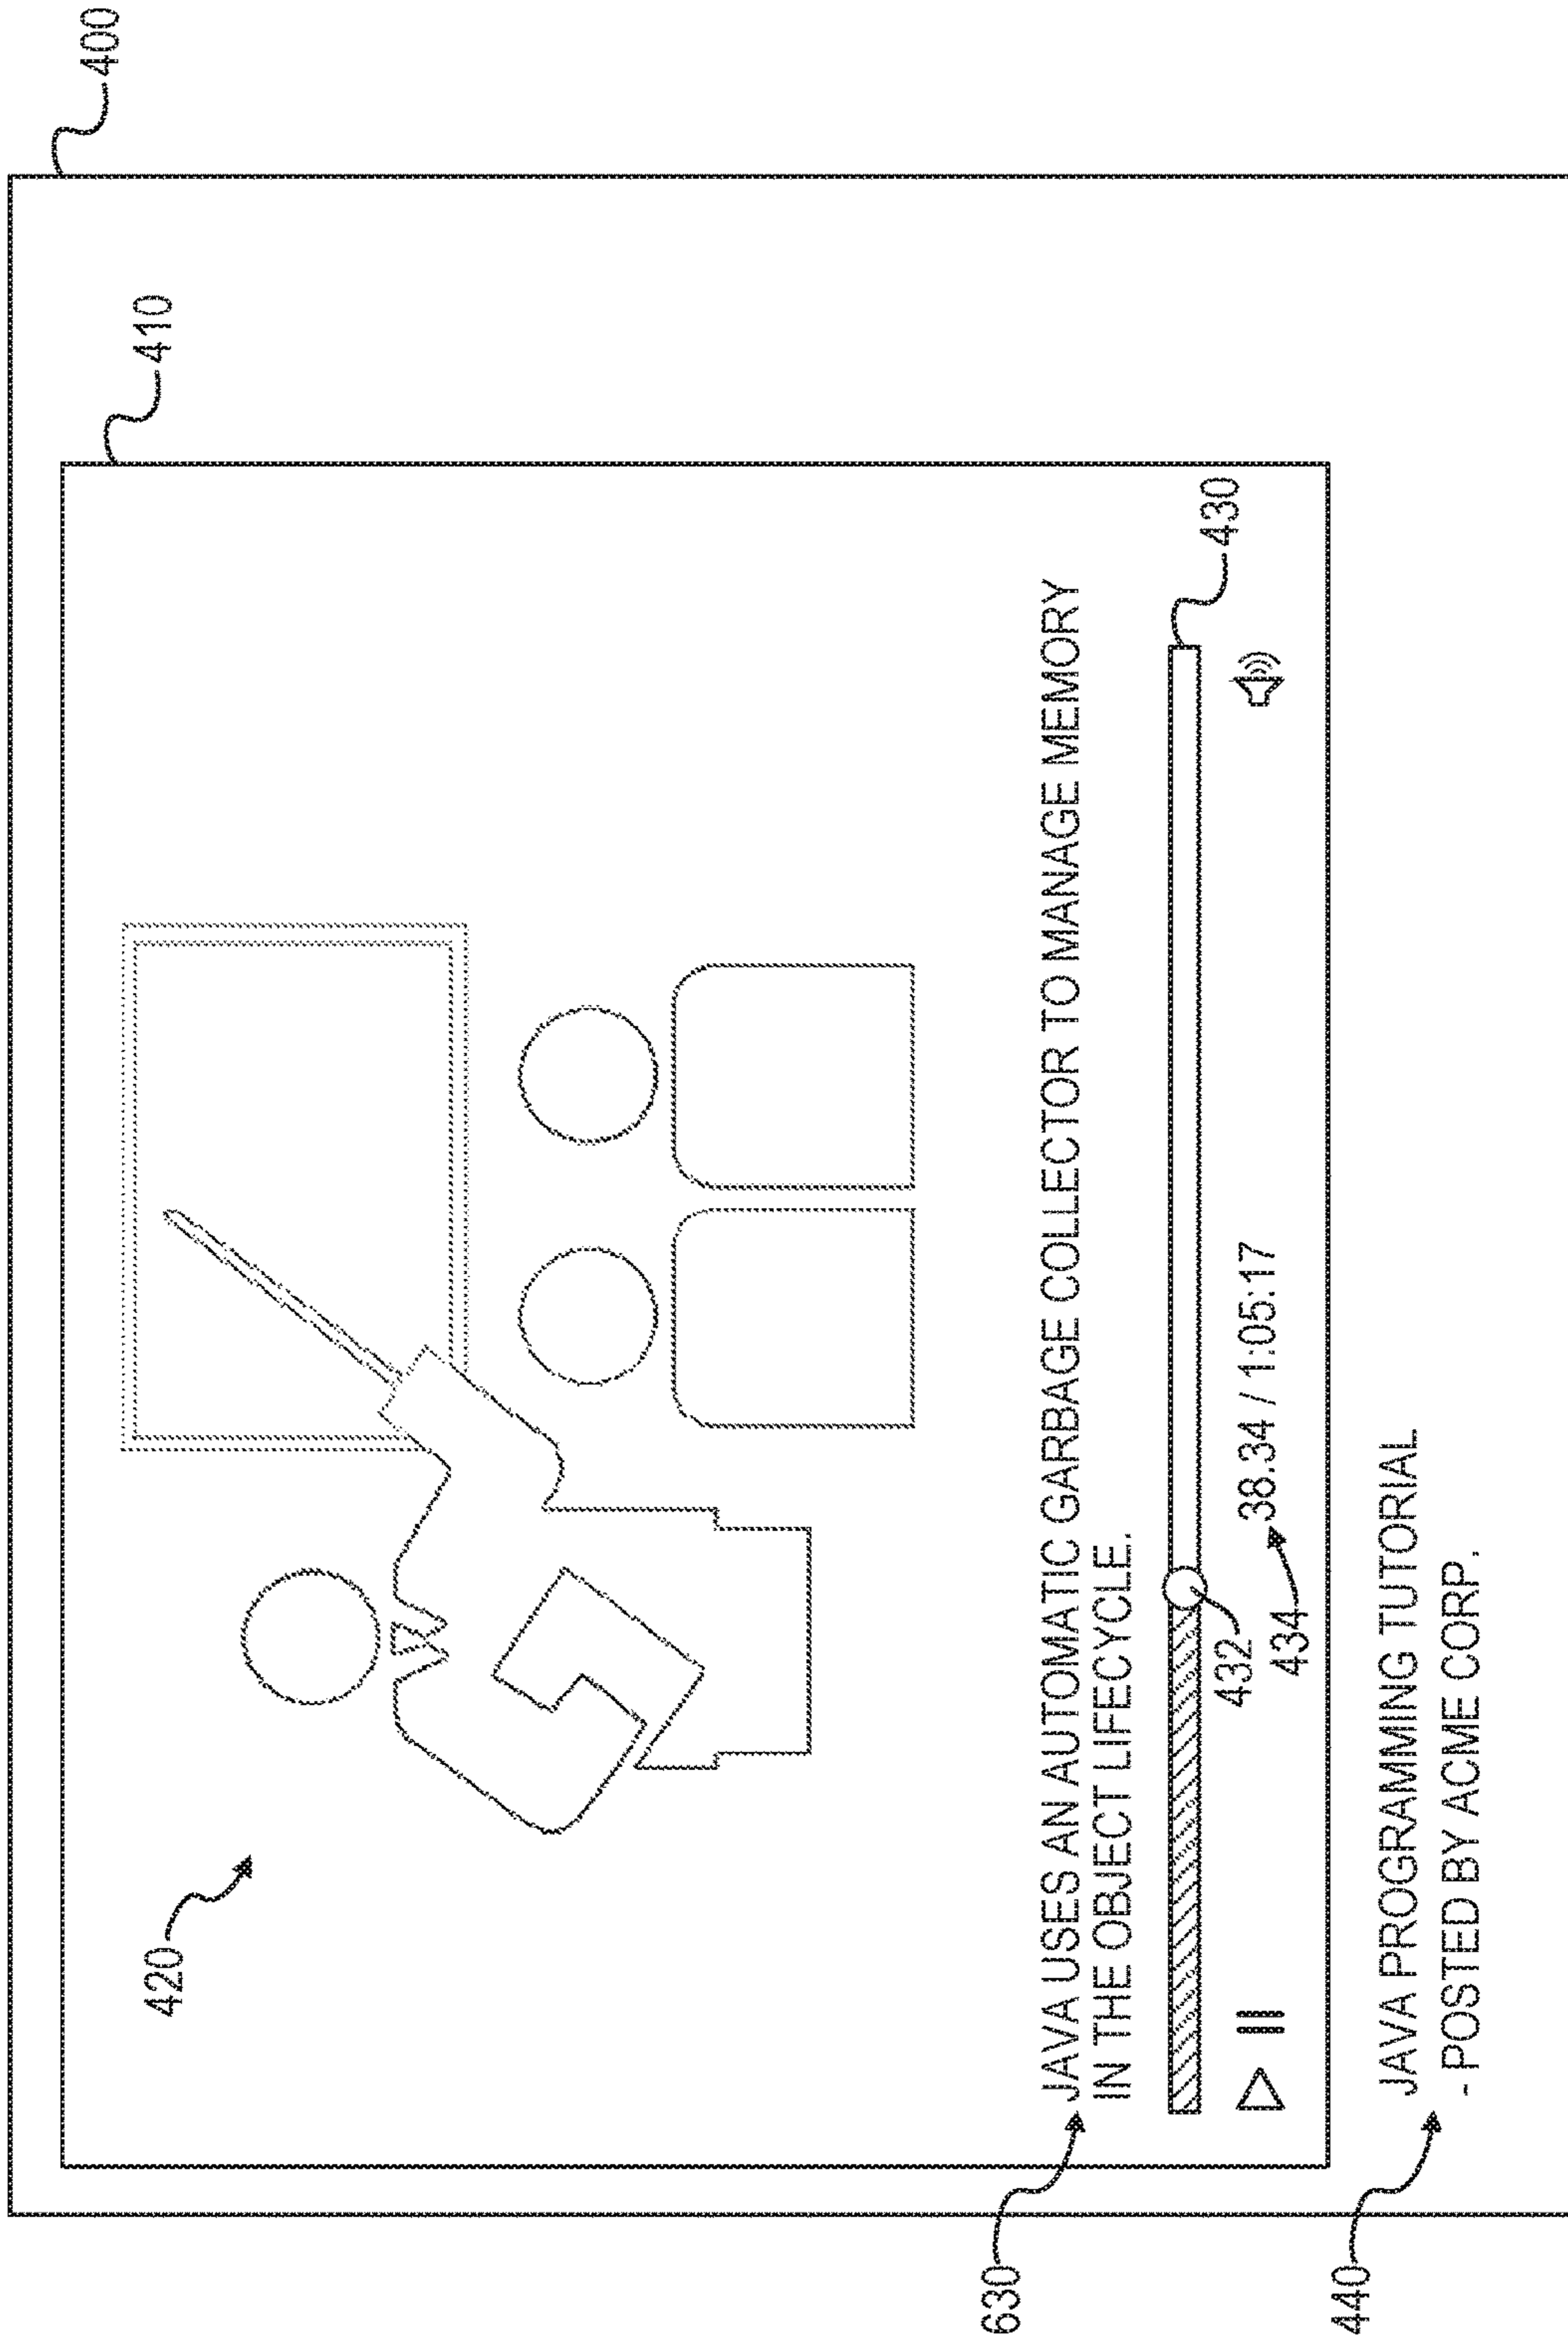 400
410
420
630
JAVA USES AN AUTOMATIC GARBAGE COLLECTOR TO MANAGE MEMORY
IN THE OBJECT LIFECYCLE.
430
432
434
38.34 / 1:05:17
440
JAVA PROGRAMMING TUTORIAL
- POSTED BY ACME CORP.